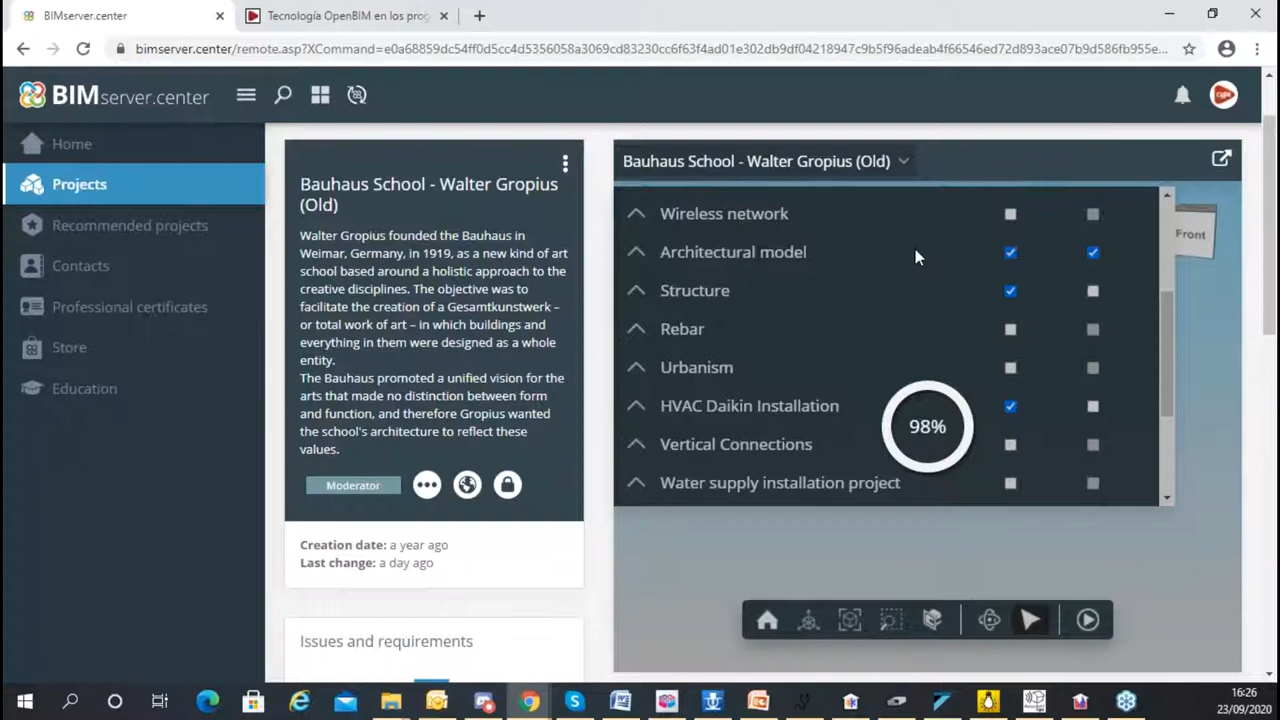 BIMserver.center
Tecnología OpenBIM en los prog
bimserver.center/remote.asp?XCommand=e0a68859dc54ff0d5cc4d5356058a3069cd83230cc6f63f4ad01e302db9df04218947c9b5f96adeab4f66546ed72d893ace07b9d586fb955e...
BIMserver.center
Home
Projects
Recommended projects
Contacts
Professional certificates
Store
Education
Bauhaus School - Walter Gropius
(Old)
Walter Gropius founded the Bauhaus in
Weimar, Germany, in 1919, as a new kind of art
school based around a holistic approach to the
creative disciplines. The objective was to
facilitate the creation of a Gesamtkunstwerk –
or total work of art – in which buildings and
everything in them were designed as a whole
entity.
The Bauhaus promoted a unified vision for the
arts that made no distinction between form
and function, and therefore Gropius wanted
the school's architecture to reflect these
values.
Moderator
Creation date: a year ago
Last change: a day ago
Issues and requirements
Bauhaus School - Walter Gropius (Old)
Wireless network
Architectural model
Structure
Rebar
Urbanism
HVAC Daikin Installation
Vertical Connections
Water supply installation project
98%
Front
16:26
23/09/2020